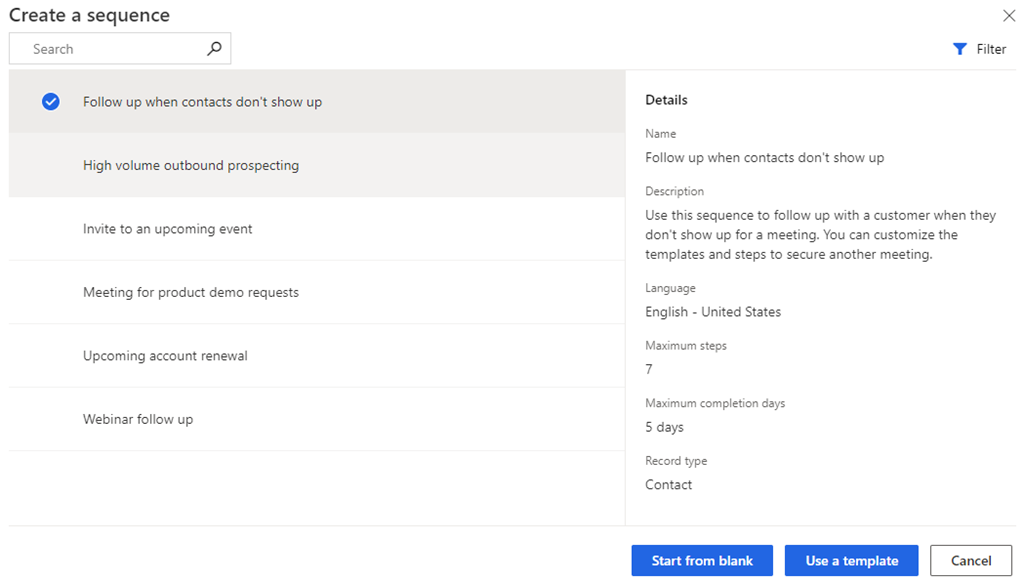 Create a sequence
Search
Filter
Follow up when contacts don't show up
High volume outbound prospecting
Invite to an upcoming event
Meeting for product demo requests
Upcoming account renewal
Webinar follow up
Details
Name
Follow up when contacts don't show up
Description
Use this sequence to follow up with a customer when they
don't show up for a meeting. You can customize the
templates and steps to secure another meeting.
Language
English - United States
Maximum steps
7
Maximum completion days
5 days
Record type
Contact
Start from blank
Use a template
Cancel